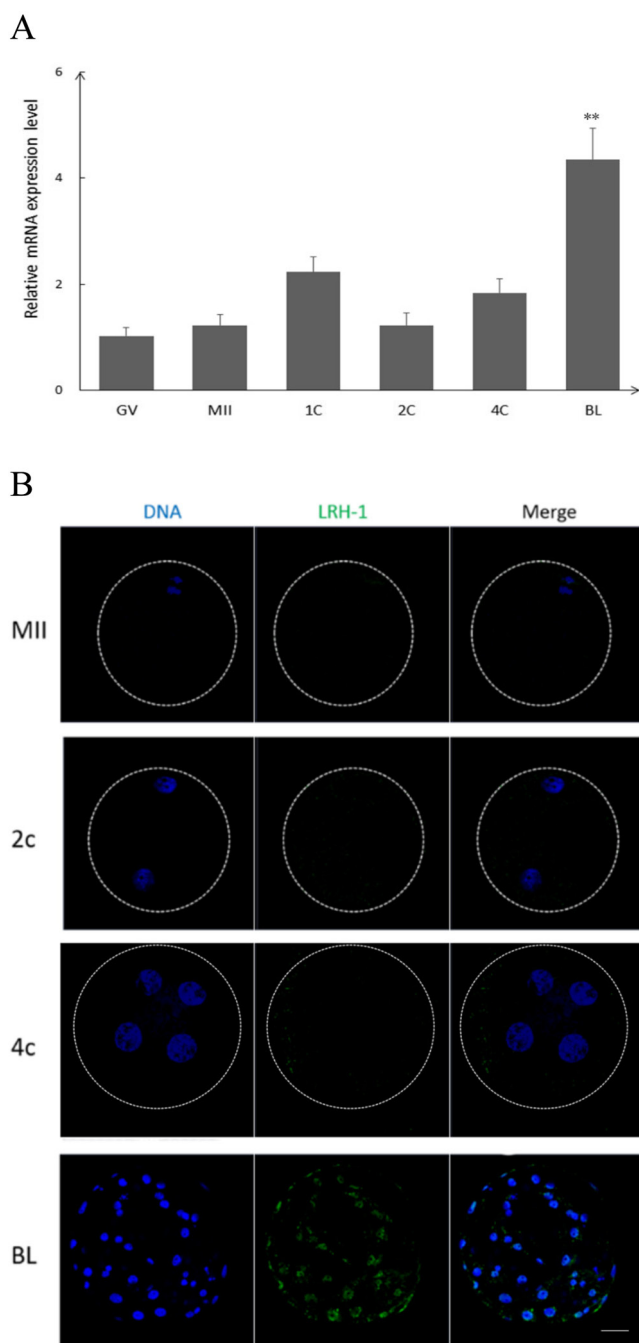 A
Relative mRNA expression level
6
4
2
0
**
GV MII 1C 2C 4C BL
B
DNA LRH-1 Merge
MII
2c
4c
BL